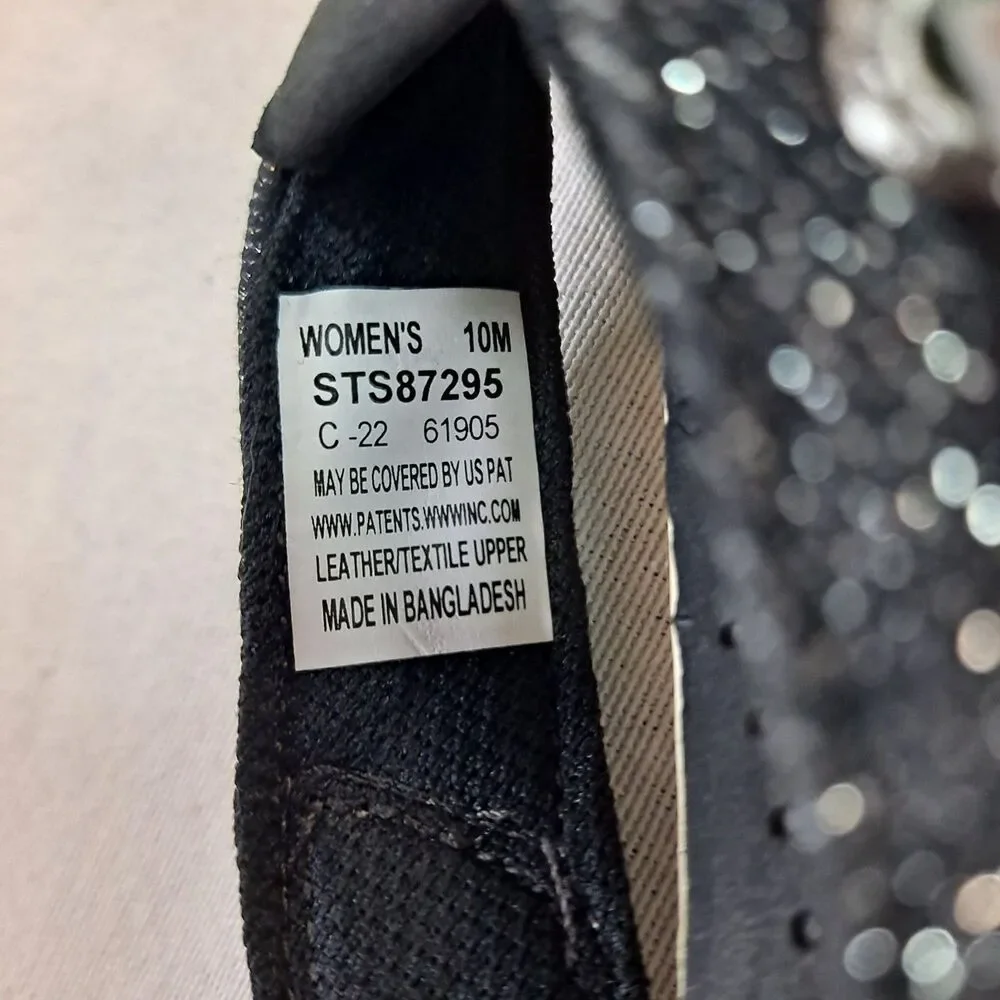 WOMEN'S 10M
STS87295
C -22 61905
MAY BE COVERED BY US PAT
WWW.PATENTS.WWWINC.COM
LEATHER/TEXTILE UPPER
MADE IN BANGLADESH